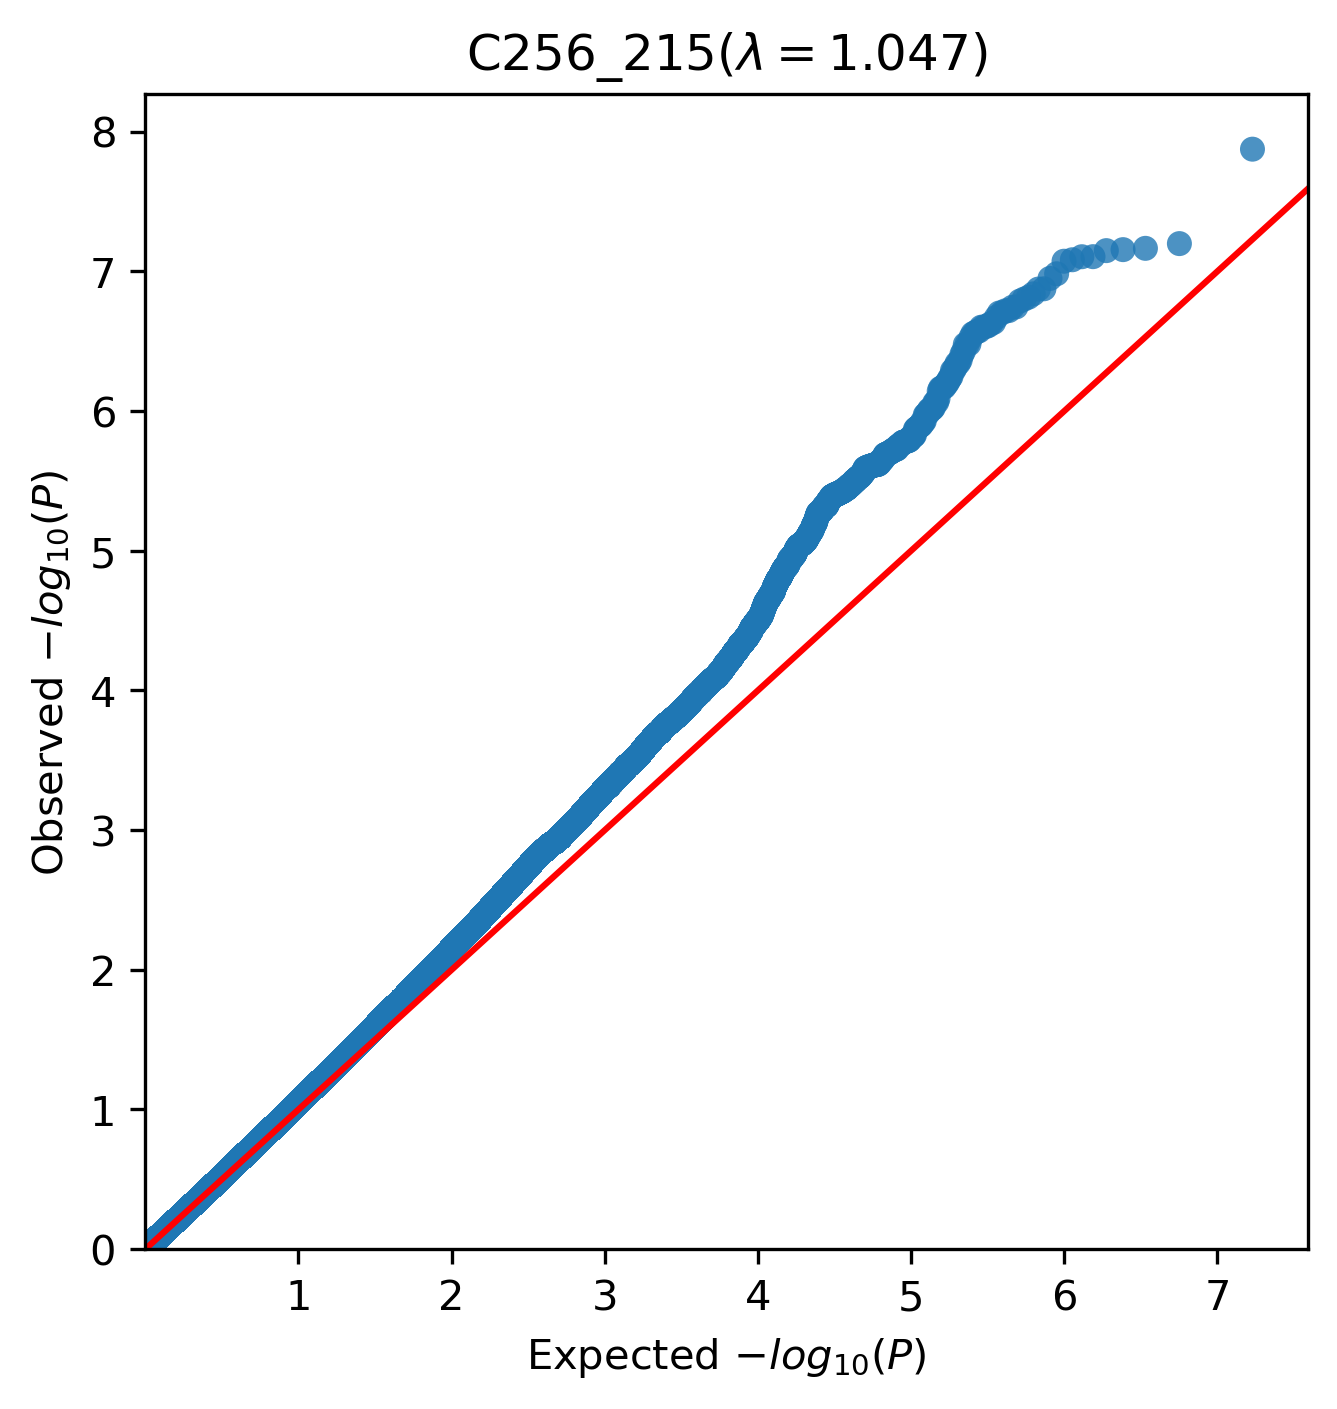 C256_215(λ = 1.047)
8
7
6
5
4
3
2
1
0
Observed −log₁₀(P)
1 2 3 4 5 6 7
Expected −log₁₀(P)